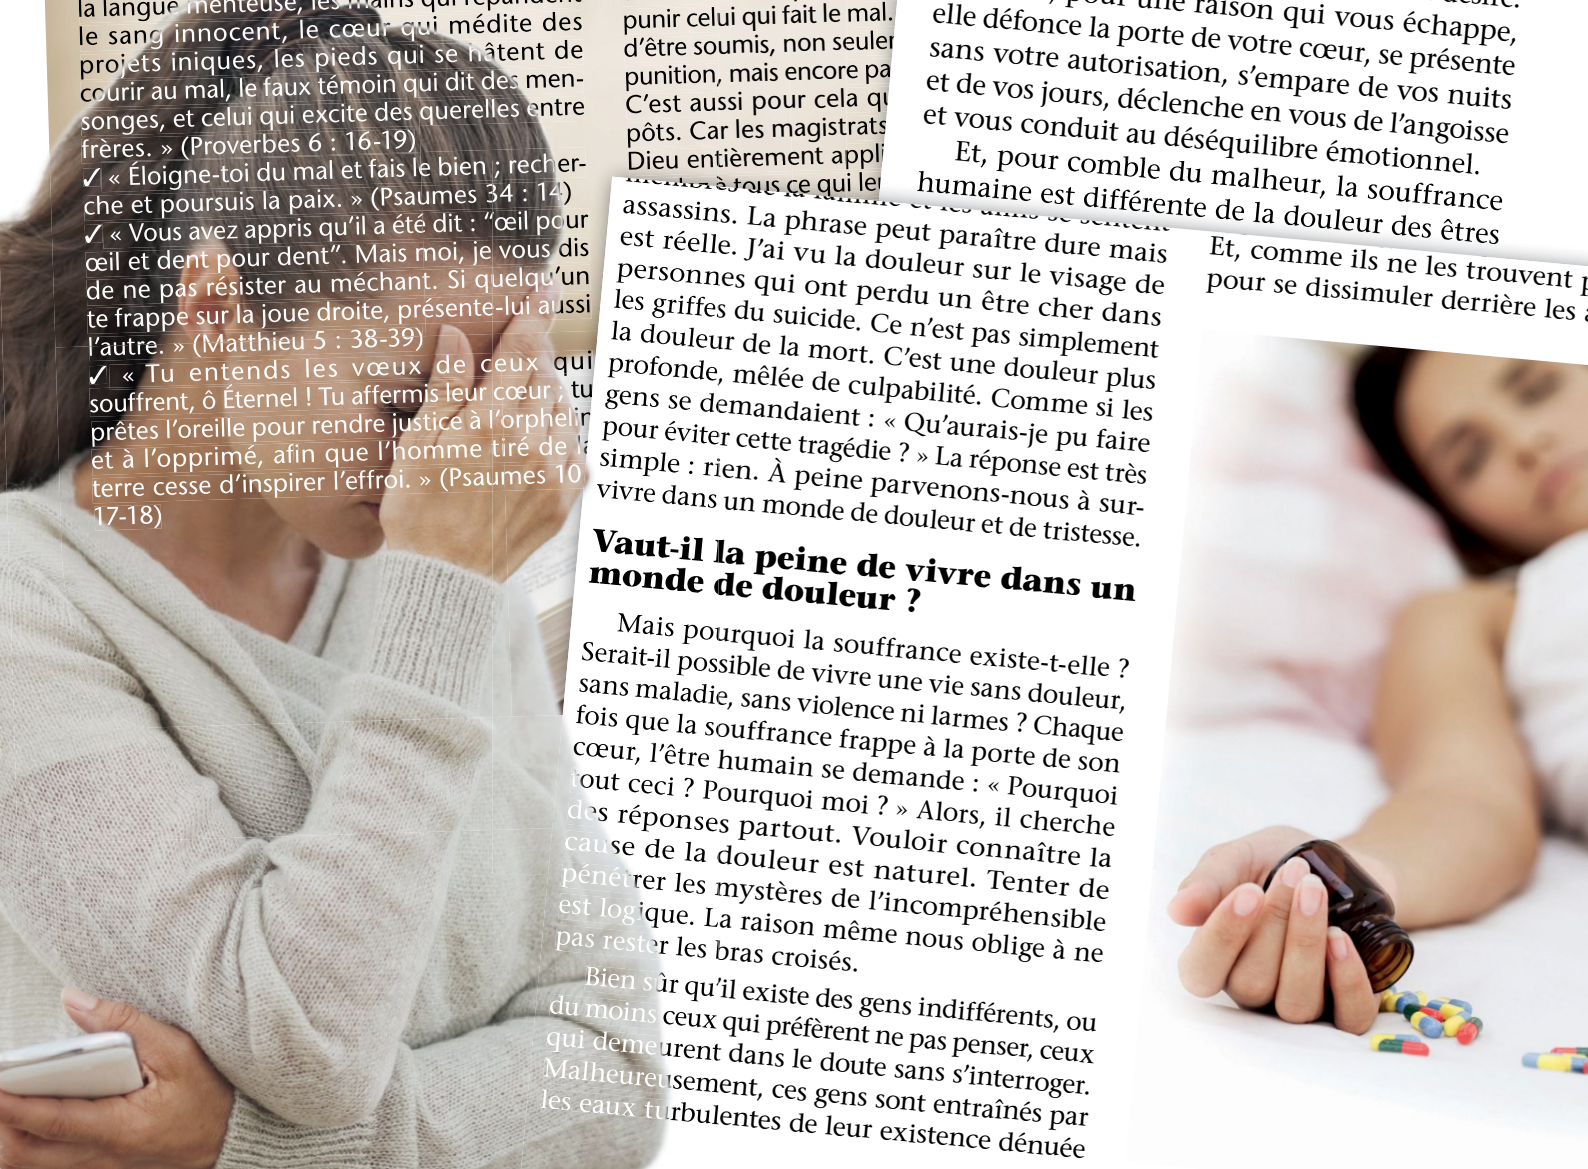 la langue menteuse, les mains qui répandent
le sang innocent, le cœur qui médite des
projets iniques, les pieds qui se hâtent de
courir au mal, le faux témoin qui dit des men-
songes, et celui qui excite des querelles entre
frères. » (Proverbes 6 : 16-19)
✓ « Éloigne-toi du mal et fais le bien ; recher-
che et poursuis la paix. » (Psaumes 34 : 14)
✓ « Vous avez appris qu’il a été dit : “œil pour
œil et dent pour dent”. Mais moi, je vous dis
de ne pas résister au méchant. Si quelqu’un
te frappe sur la joue droite, présente-lui aussi
l’autre. » (Matthieu 5 : 38-39)
✓ « Tu entends les vœux de ceux qui
souffrent, ô Éternel ! Tu affermis leur cœur ; tu
prêtes l’oreille pour rendre justice à l’orphelin
et à l’opprimé, afin que l’homme tiré de la
terre cesse d’inspirer l’effroi. » (Psaumes 10
17-18)
punir celui qui fait le mal.
d’être soumis, non seule
punition, mais encore pa
C’est aussi pour cela qu
pôts. Car les magistrats
Dieu entièrement appli
tous ce qui leu
pour une raison qui vous échappe,
elle défonce la porte de votre cœur, se présente
sans votre autorisation, s’empare de vos nuits
et de vos jours, déclenche en vous de l’angoisse
et vous conduit au déséquilibre émotionnel.
Et, pour comble du malheur, la souffrance
humaine est différente de la douleur des êtres
assassins. La phrase peut paraître dure mais
est réelle. J’ai vu la douleur sur le visage de
personnes qui ont perdu un être cher dans
les griffes du suicide. Ce n’est pas simplement
la douleur de la mort. C’est une douleur plus
profonde, mêlée de culpabilité. Comme si les
gens se demandaient : « Qu’aurais-je pu faire
pour éviter cette tragédie ? » La réponse est très
simple : rien. À peine parvenons-nous à sur-
vivre dans un monde de douleur et de tristesse.
Vaut-il la peine de vivre dans un
monde de douleur ?
Mais pourquoi la souffrance existe-t-elle ?
Serait-il possible de vivre une vie sans douleur,
sans maladie, sans violence ni larmes ? Chaque
fois que la souffrance frappe à la porte de son
cœur, l’être humain se demande : « Pourquoi
tout ceci ? Pourquoi moi ? » Alors, il cherche
des réponses partout. Vouloir connaître la
cause de la douleur est naturel. Tenter de
pénétrer les mystères de l’incompréhensible
est logique. La raison même nous oblige à ne
pas rester les bras croisés.
Bien sûr qu’il existe des gens indifférents, ou
du moins ceux qui préfèrent ne pas penser, ceux
qui demeurent dans le doute sans s’interroger.
Malheureusement, ces gens sont entraînés par
les eaux turbulentes de leur existence dénuée
Et, comme ils ne les trouvent p
pour se dissimuler derrière les a